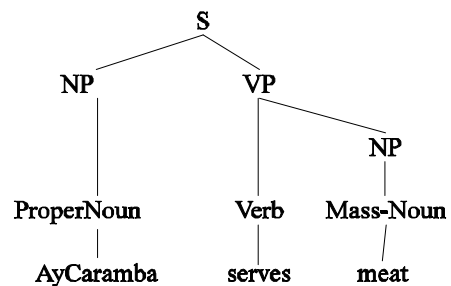 S
NP VP
NP
ProperNoun Verb Mass-Noun
AyCaramba serves meat